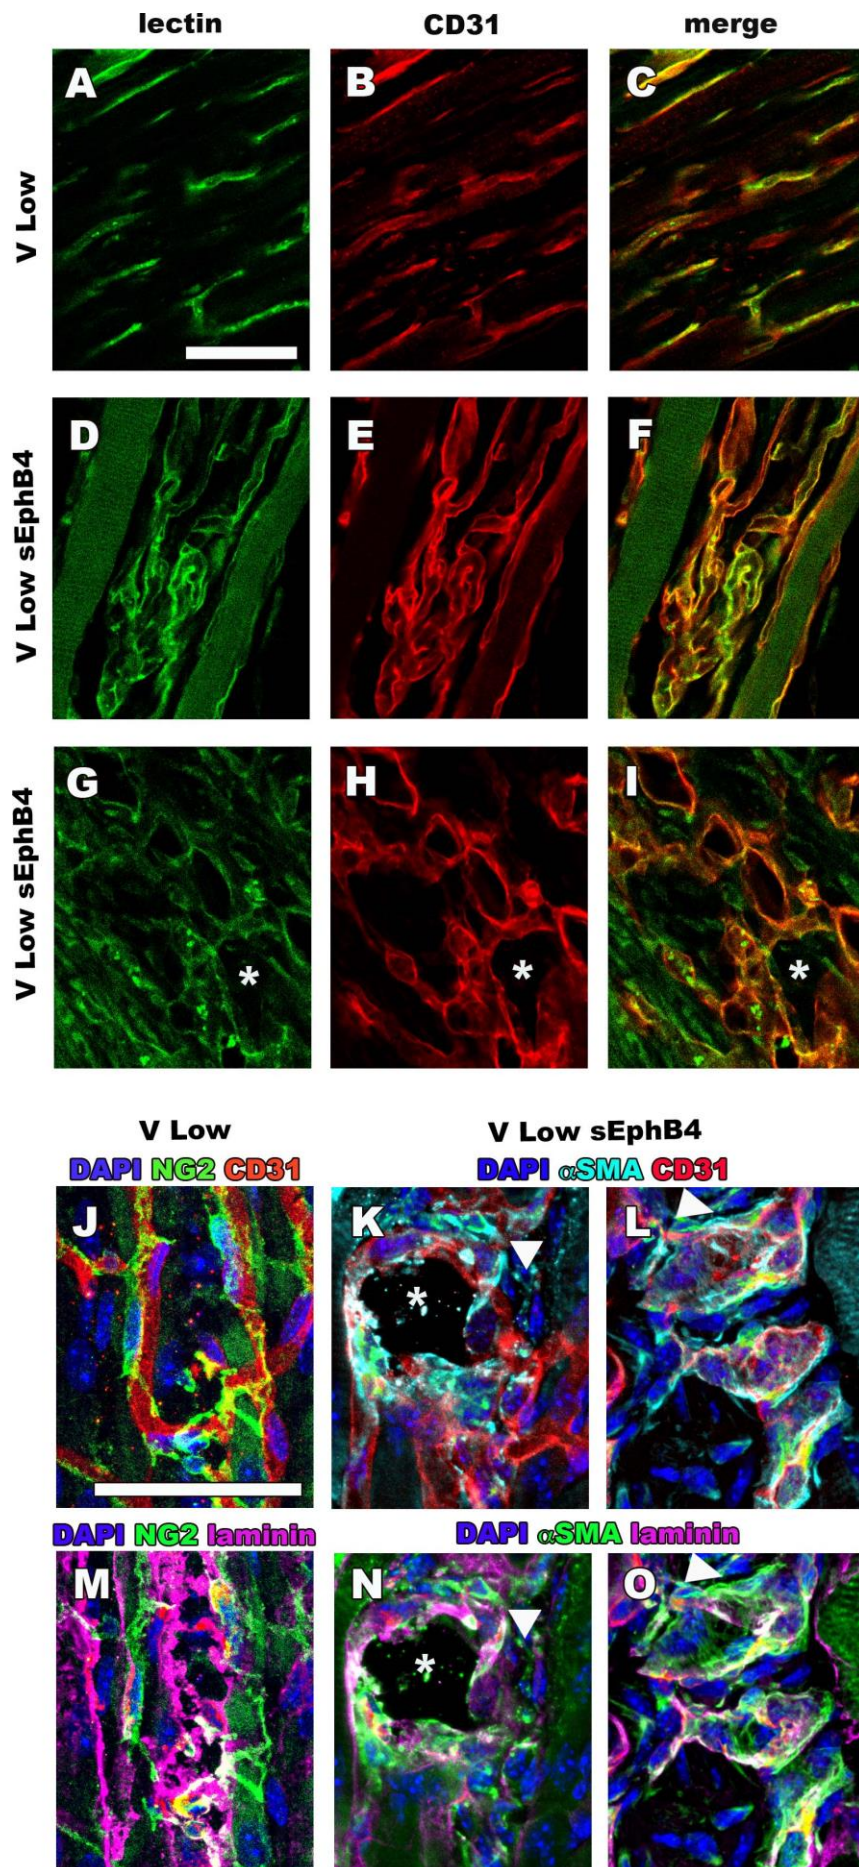 lectin CD31 merge
V Low
A B C
V Low sEphB4
D E F
V Low sEphB4
G H I
* * *
V Low V Low sEphB4
DAPI NG2 CD31 DAPI αSMA CD31
J K L
*
DAPI NG2 laminin DAPI αSMA laminin
M N O
*